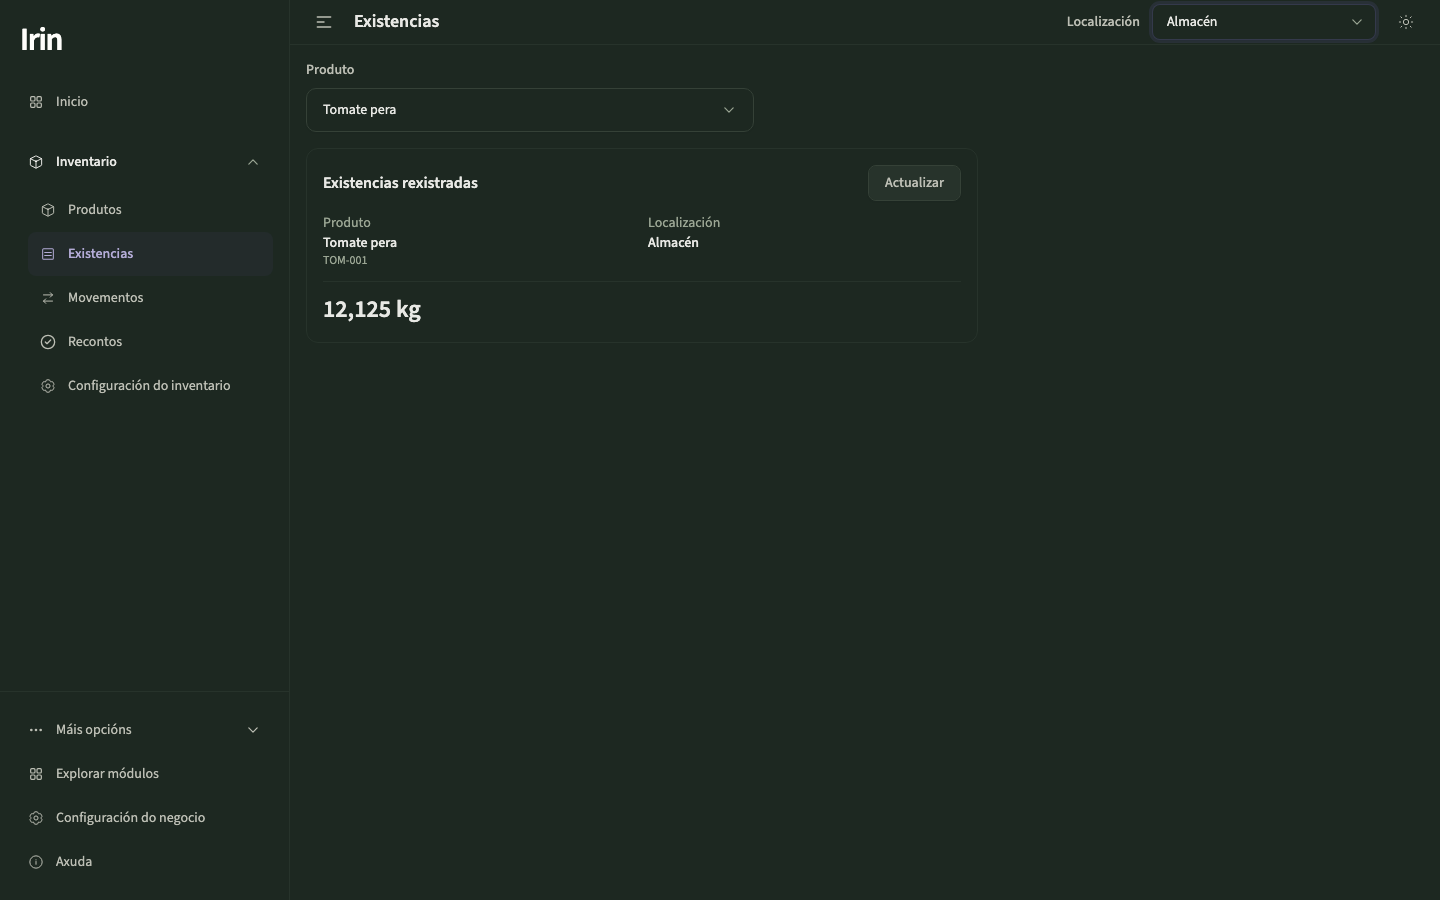 Irin
Inicio
Inventario
Produtos
Existencias
Movementos
Recontos
Configuración do inventario
Máis opcións
Explorar módulos
Configuración do negocio
Axuda
Existencias
Localización
Almacén
Produto
Tomate pera
Existencias rexistradas
Actualizar
Produto
Tomate pera
TOM-001
Localización
Almacén
12,125 kg